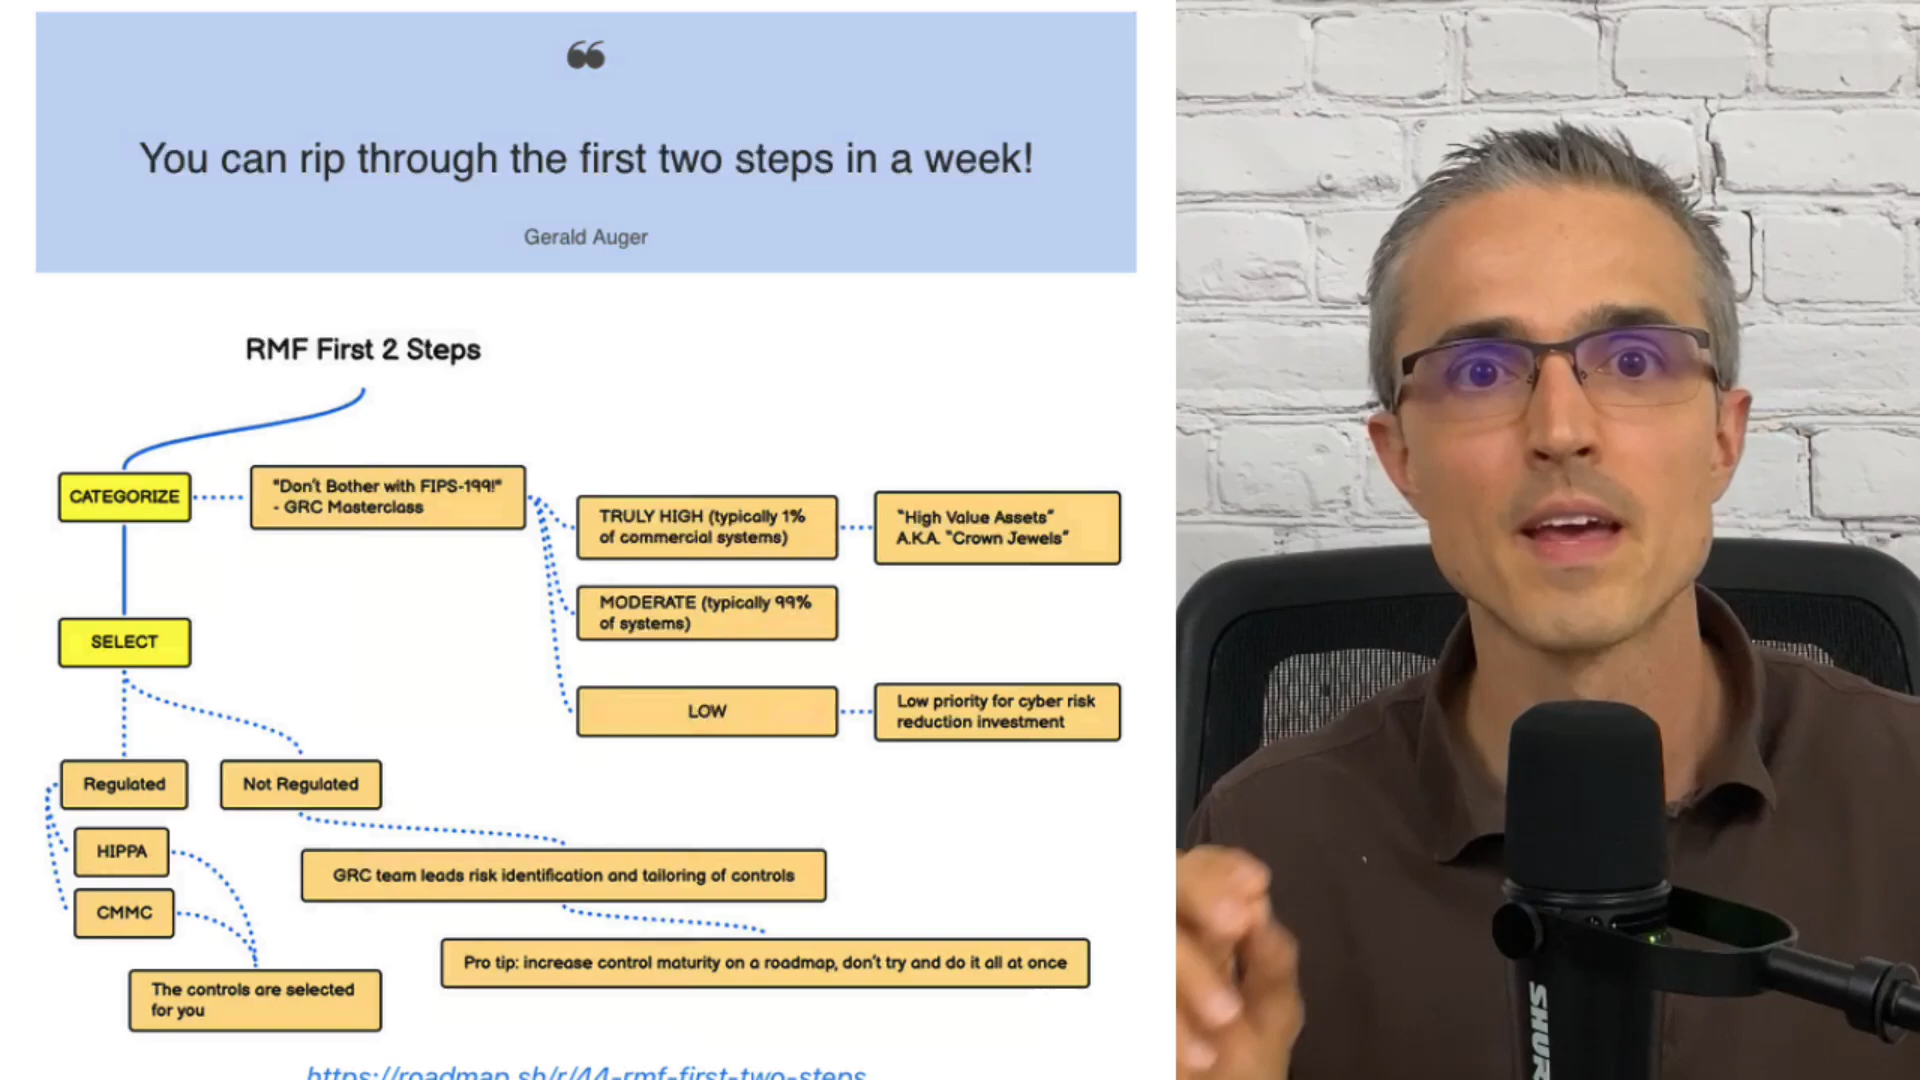 ❝
You can rip through the first two steps in a week!
Gerald Auger
RMF First 2 Steps
CATEGORIZE
"Don't Bother with FIPS-199!"
- GRC Masterclass
TRULY HIGH (typically 1%
of commercial systems)
"High Value Assets"
A.K.A. "Crown Jewels"
MODERATE (typically 99%
of systems)
LOW
Low priority for cyber risk
reduction investment
SELECT
Regulated
Not Regulated
HIPPA
CMMC
The controls are selected
for you
GRC team leads risk identification and tailoring of controls
Pro tip: increase control maturity on a roadmap, don't try and do it all at once
https://roadmap.sh/r/44-rmf-first-two-steps
SHUR